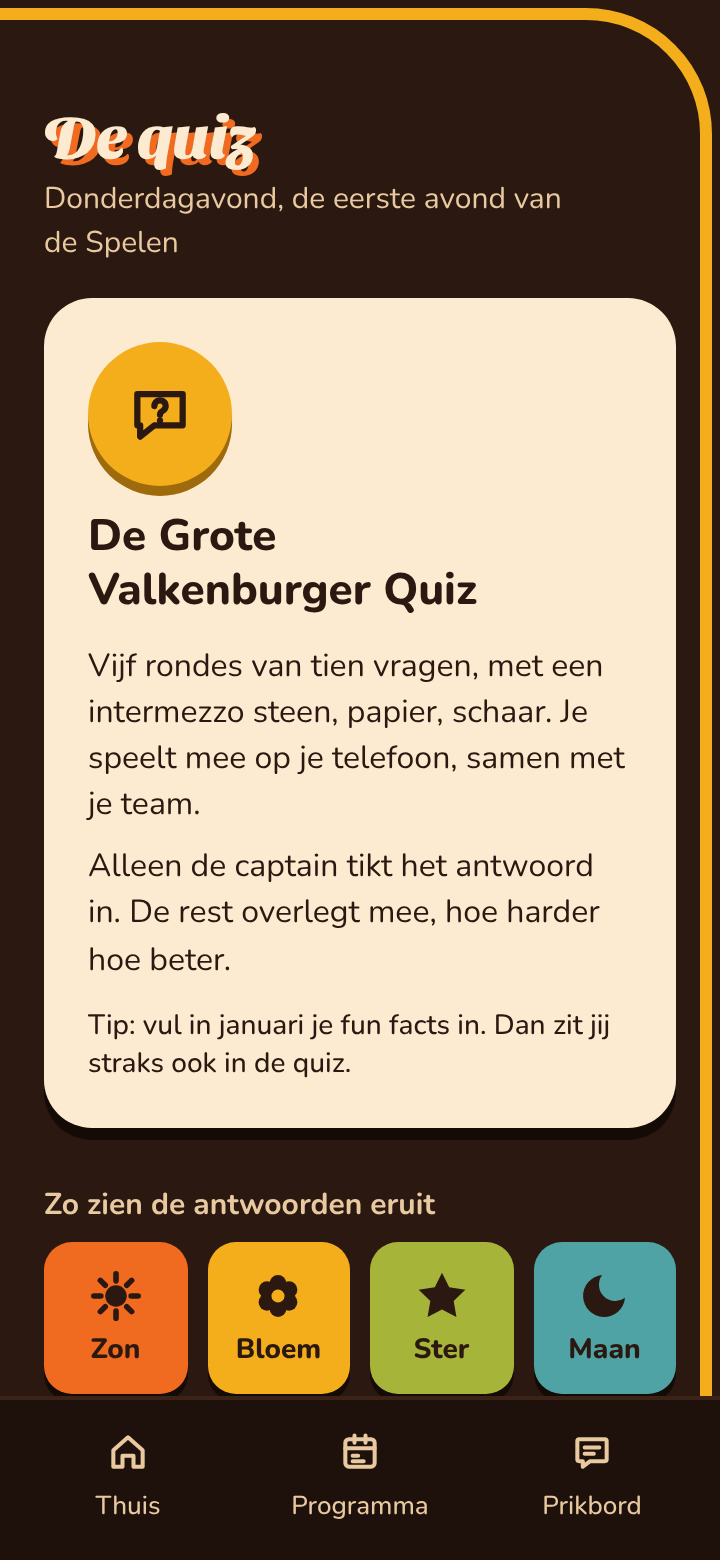 De quiz
Donderdagavond, de eerste avond van
de Spelen
De Grote
Valkenburger Quiz
Vijf rondes van tien vragen, met een
intermezzo steen, papier, schaar. Je
speelt mee op je telefoon, samen met
je team.
Alleen de captain tikt het antwoord
in. De rest overlegt mee, hoe harder
hoe beter.
Tip: vul in januari je fun facts in. Dan zit jij
straks ook in de quiz.
Zo zien de antwoorden eruit
Zon Bloem Ster Maan
Thuis Programma Prikbord